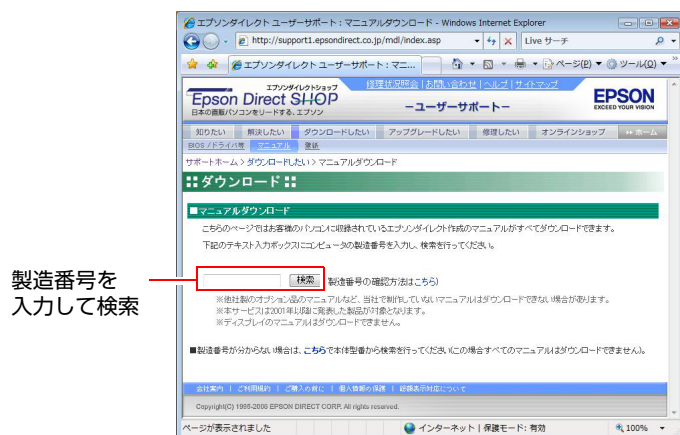 エプソンダイレクト ユーザーサポート : マニュアルダウンロード - Windows Internet Explorer
http://support1.epsondirect.co.jp/mdl/index.asp
Live サーチ
エプソンダイレクト ユーザーサポート : マニ...
ページ(P)
ツール(O)
エプソンダイレクトショップ
修理状況照会 | お問い合わせ | ヘルプ | サイトマップ
Epson Direct SHOP
日本の直販パソコンをリードする、エプソン
-ユーザーサポート-
EPSON
EXCEED YOUR VISION
知りたい 解決したい ダウンロードしたい アップグレードしたい 修理したい オンラインショップ ホーム
BIOS/ドライバ等 マニュアル 壁紙
サポートホーム > ダウンロードしたい > マニュアルダウンロード
ダウンロード
■マニュアルダウンロード
こちらのページではお客様のパソコンに収録されているエプソンダイレクト作成のマニュアルがすべてダウンロードできます。
下記のテキスト入力ボックスにコンピュータの製造番号を入力し、検索を行ってください。
製造番号を
入力して検索
検索 製造番号の確認方法はこちら)
※他社製のオプション品のマニュアルなど、当社で制作していないマニュアルはダウンロードできない場合があります。
※本サービスは2001年以降に発表した製品が対象となります。
※ディスプレイのマニュアルはダウンロードできません。
■製造番号が分からない場合は、こちらで本体型番から検索を行ってください(この場合すべてのマニュアルはダウンロードできません)。
会社案内 | ご利用規約 | ご購入の前に | 個人情報の保護 | 総額表示対応について
Copyright(C) 1998-2006 EPSON DIRECT CORP. All rights reserved.
ページが表示されました
インターネット | 保護モード: 有効
100%